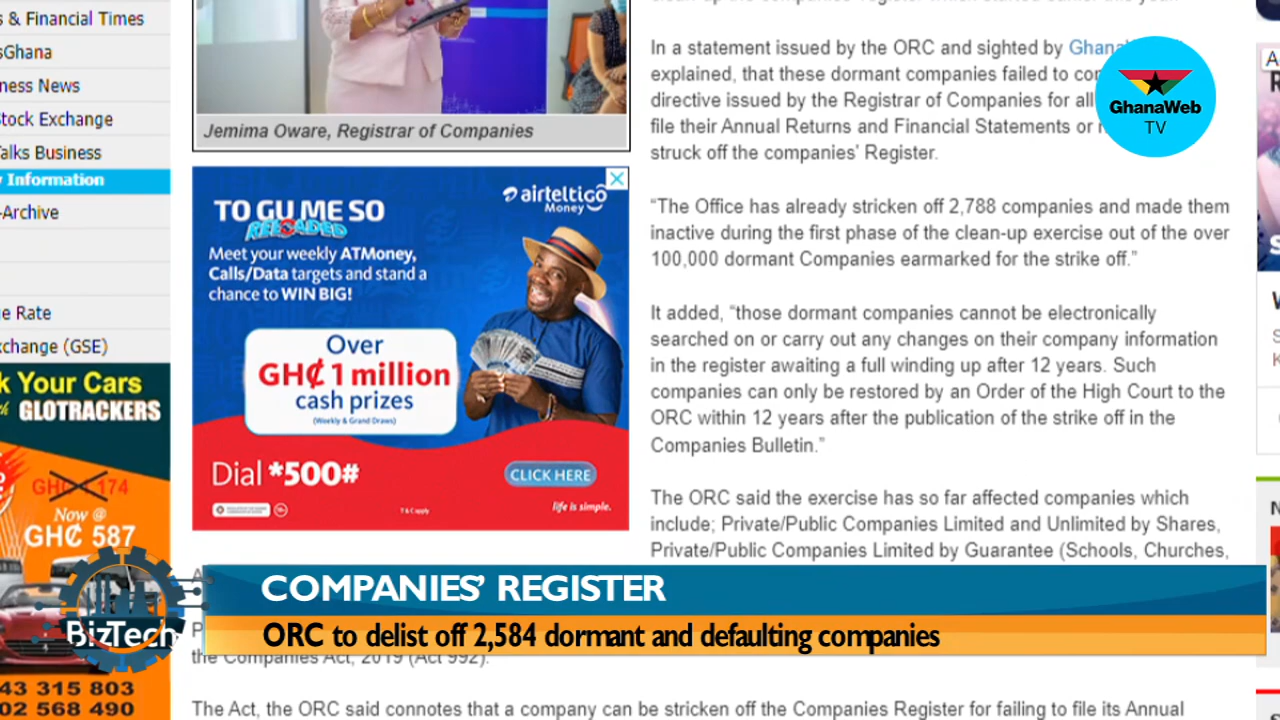 s & Financial Times
sGhana
ness News
Stock Exchange
Talks Business
y Information
-Archive
e Rate
xchange (GSE)
k Your Cars
GLOTRACKERS
174
Now @
GH₵ 587
43 315 803
02 568 490
BizTech
Jemima Oware, Registrar of Companies
TO GU ME SO
RELOADED
airteltigo
Money
Meet your weekly ATMoney,
Calls/Data targets and stand a
chance to WIN BIG!
Over
GH₵ 1 million
cash prizes
(Weekly & Grand Draws)
Dial *500#
CLICK HERE
T & C apply
life is simple.
In a statement issued by the ORC and sighted by Ghana
explained, that these dormant companies failed to
directive issued by the Registrar of Companies for all
file their Annual Returns and Financial Statements or
struck off the companies' Register.
“The Office has already stricken off 2,788 companies and made them
inactive during the first phase of the clean-up exercise out of the over
100,000 dormant Companies earmarked for the strike off.”
It added, “those dormant companies cannot be electronically
searched on or carry out any changes on their company information
in the register awaiting a full winding up after 12 years. Such
companies can only be restored by an Order of the High Court to the
ORC within 12 years after the publication of the strike off in the
Companies Bulletin.”
The ORC said the exercise has so far affected companies which
include; Private/Public Companies Limited and Unlimited by Shares,
Private/Public Companies Limited by Guarantee (Schools, Churches,
GhanaWeb
TV
COMPANIES’ REGISTER
ORC to delist off 2,584 dormant and defaulting companies
the Companies Act, 2019 (Act 992).
The Act, the ORC said connotes that a company can be stricken off the Companies Register for failing to file its Annual